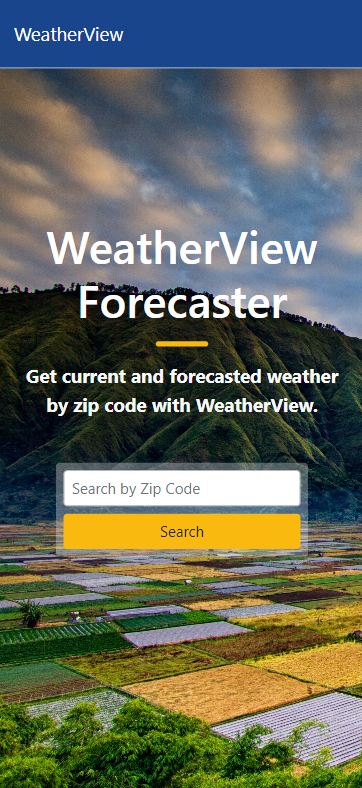 WeatherView
WeatherView
Forecaster
Get current and forecasted weather
by zip code with WeatherView.
Search by Zip Code
Search